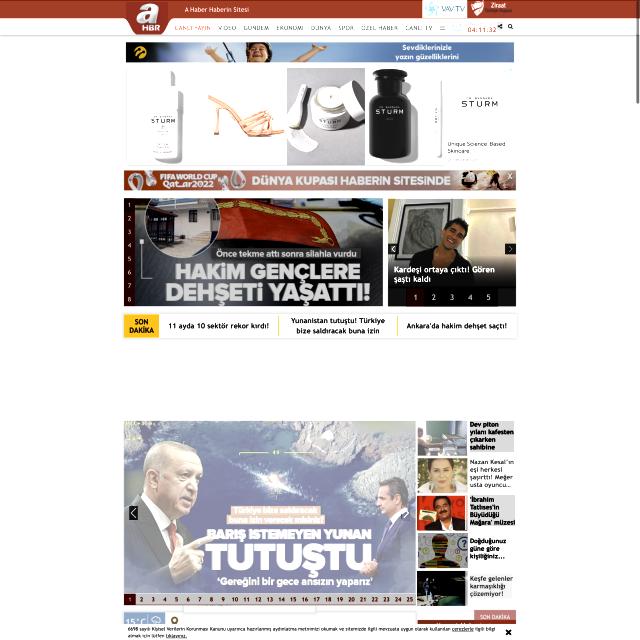 a HBR
A Haber Haberin Sitesi
VAV TV
Ziraat
CANLI YAYIN VİDEO GÜNDEM EKONOMİ DÜNYA SPOR ÖZEL HABER CANLI TV
04:11:32
Sevdiklerinizle
yazın güzelliklerini
STURM
STURM
STURM
STURM
Unique Science. Based
Skincare.
FIFA WORLD CUP
Qatar2022
DÜNYA KUPASI HABERİN SİTESİNDE
X
1
2
3
4
5
6
7
8
Önce tekme attı sonra silahla vurdu
HAKİM GENÇLERE
DEHŞETİ YAŞATTI!
Kardeşi ortaya çıktı! Gören
şaştı kaldı
1 2 3 4 5
SON
DAKİKA
11 ayda 10 sektör rekor kırdı!
Yunanistan tutuştu! Türkiye
bize saldıracak buna izin
Ankara'da hakim dehşet saçtı!
Türkiye bize saldıracak
buna izin verecek misiniz!
BARIŞ İSTEMEYEN YUNAN
TUTUŞTU
'Gereğini bir gece ansızın yaparız'
1 2 3 4 5 6 7 8 9 10 11 12 13 14 15 16 17 18 19 20 21 22 23 24 25
Dev piton
yılanı kafesten
çıkarken
sahibine
Nazan Kesal'ın
eşi herkesi
şaşırttı! Meğer
usta oyuncu...
'İbrahim
Tatlıses'in
Büyüdüğü
Mağara' müzesi
Doğduğunuz
güne göre
kişiliğiniz...
Keşfe gelenler
karmaşıklığı
çözemiyor!
15°C
SON DAKİKA
6698 sayılı Kişisel Verilerin Korunması Kanunu uyarınca hazırlanmış aydınlatma metnimizi okumak ve sitemizde ilgili mevzuata uygun olarak kullanılan çerezlerle ilgili bilgi
almak için lütfen tıklayınız.